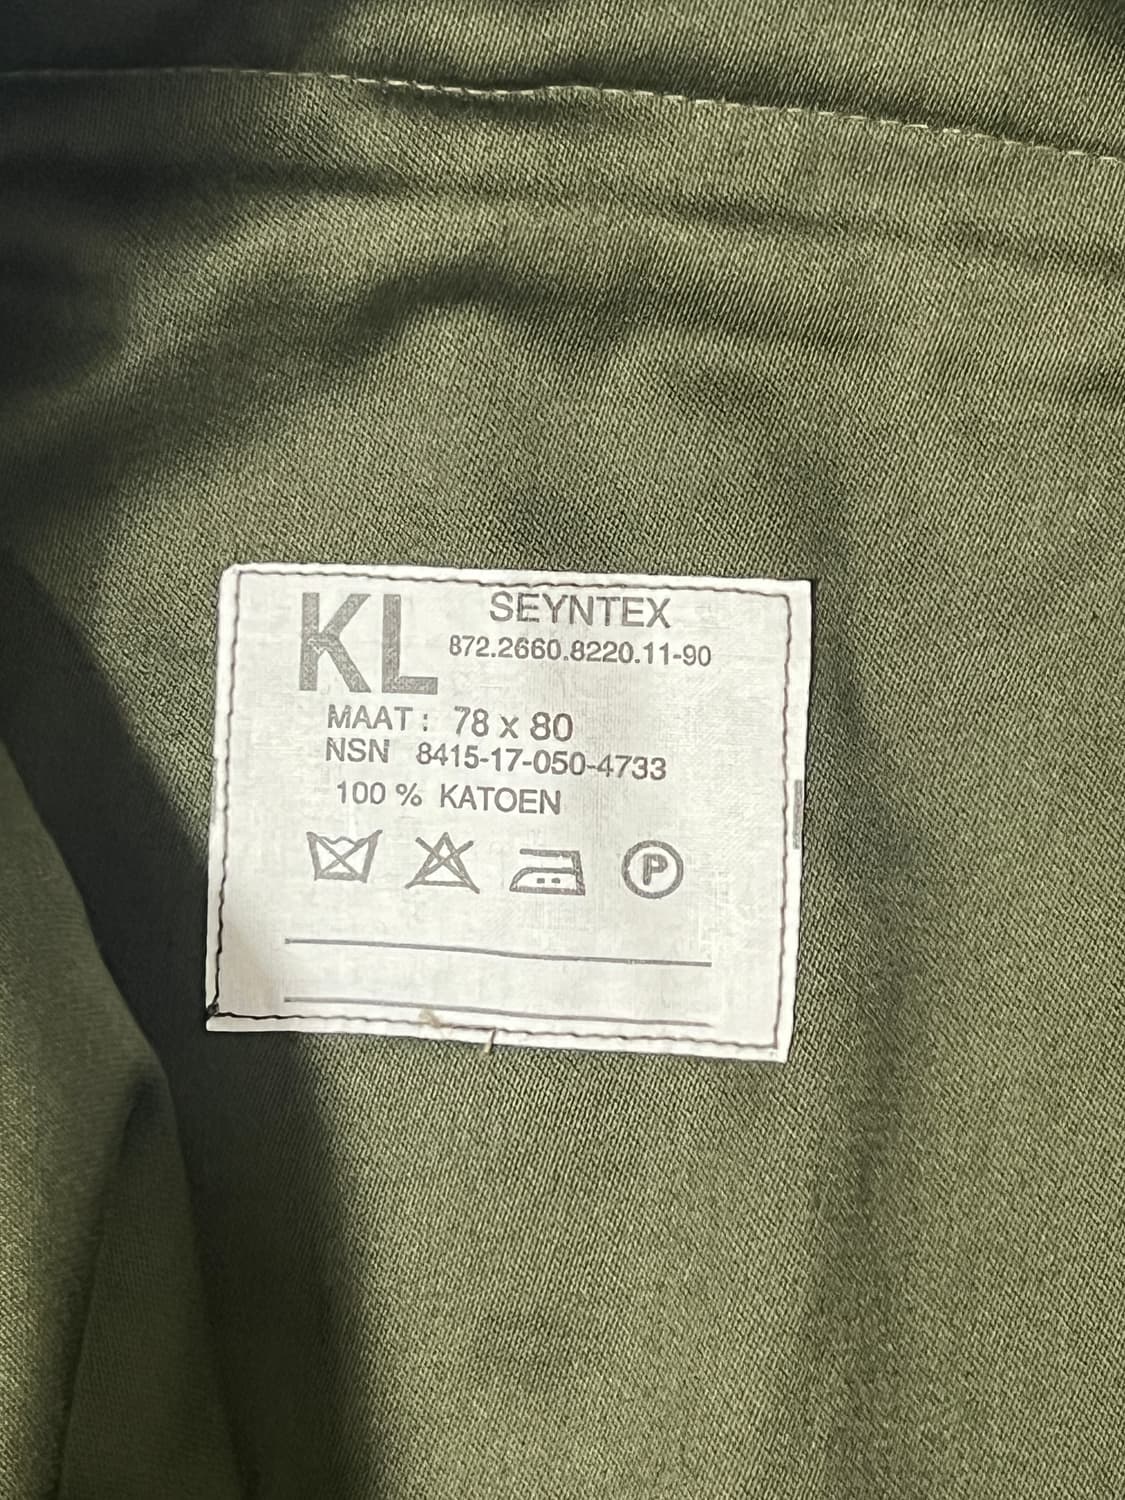 KL
SEYNTEX
872.2660.8220.11-90
MAAT : 78 x 80
NSN 8415-17-050-4733
100 % KATOEN
P